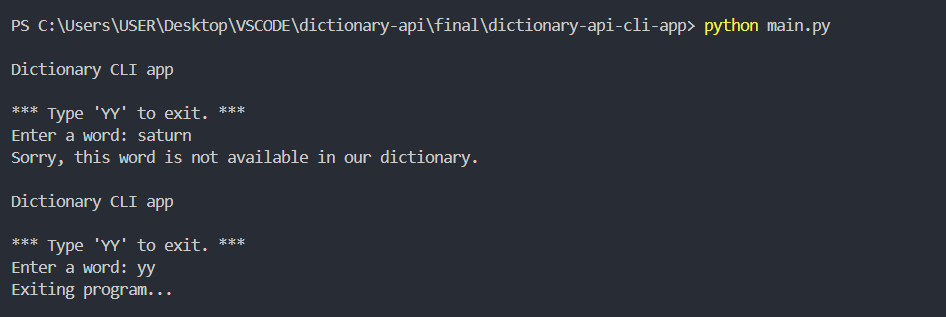 PS C:\Users\USER\Desktop\VSCODE\dictionary-api\final\dictionary-api-cli-app> python main.py
Dictionary CLI app
*** Type 'YY' to exit. ***
Enter a word: saturn
Sorry, this word is not available in our dictionary.
Dictionary CLI app
*** Type 'YY' to exit. ***
Enter a word: yy
Exiting program...